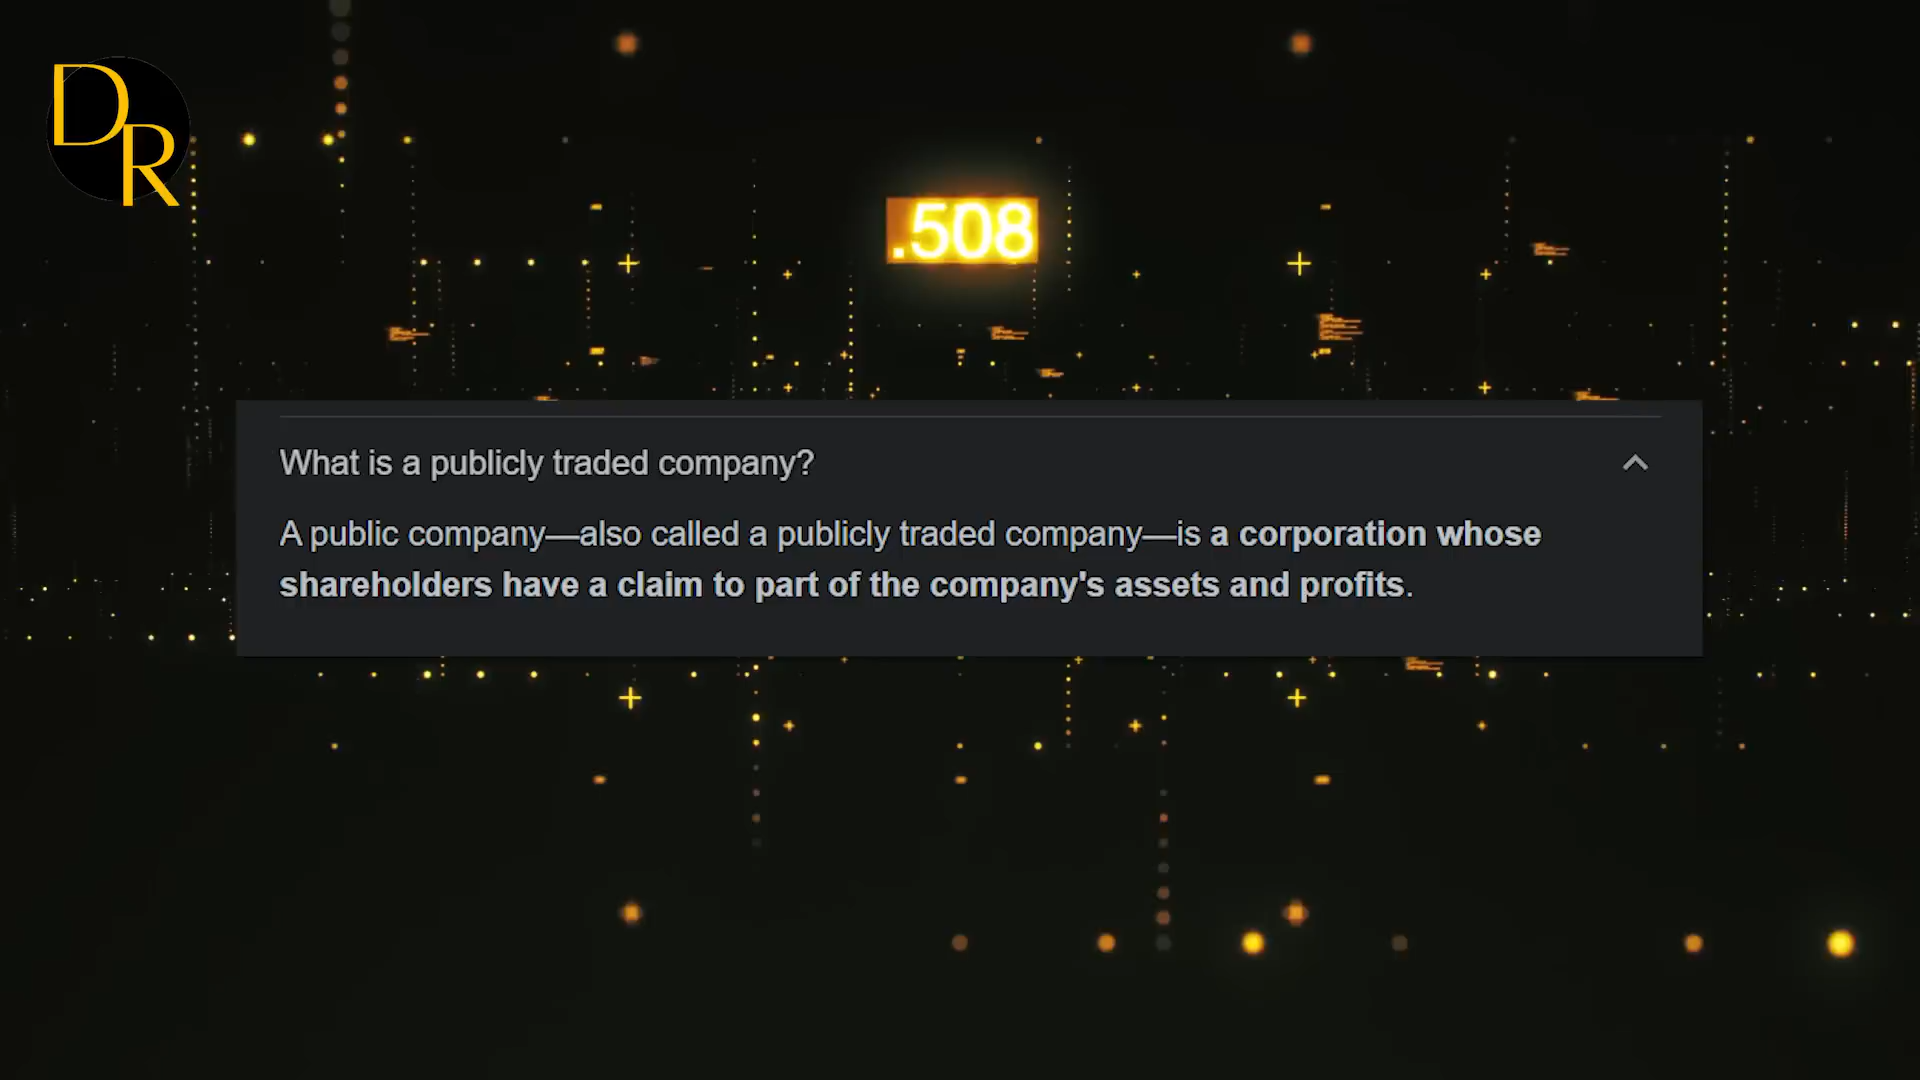 DR
.508
What is a publicly traded company?
A public company—also called a publicly traded company—is a corporation whose
shareholders have a claim to part of the company's assets and profits.